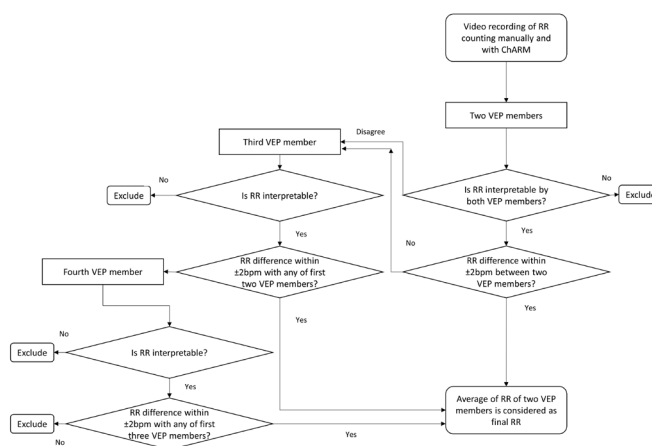 Video recording of RR
counting manually and
with ChARM
Two VEP members
Disagree
Third VEP member
No
Exclude
Is RR interpretable?
Is RR interpretable by
both VEP members?
No
Exclude
Yes
Yes
No
Fourth VEP member
RR difference within
±2bpm with any of first
two VEP members?
RR difference within
±2bpm between two
VEP members?
Yes
Yes
No
Exclude
Is RR interpretable?
Yes
Exclude
No
RR difference within
±2bpm with any of first
three VEP members?
Yes
Average of RR of two VEP
members is considered as
final RR